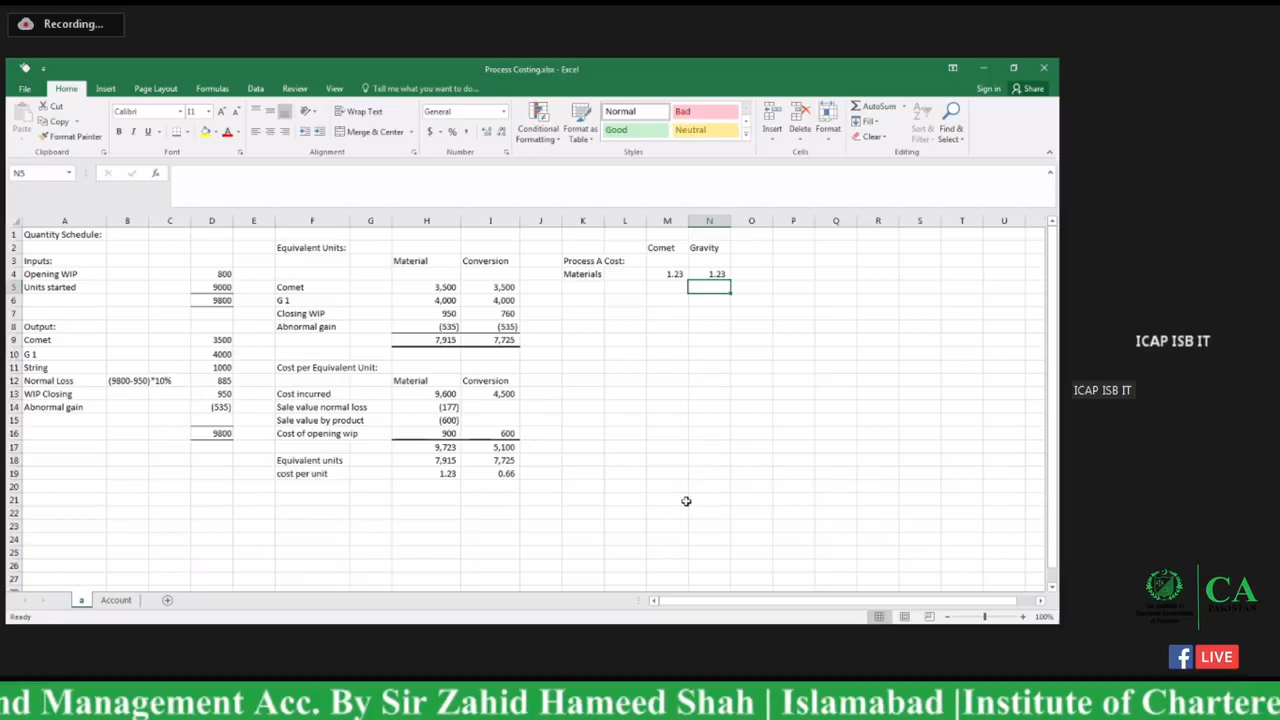 Recording...
Process Costing.xlsx - Excel
File Home Insert Page Layout Formulas Data Review View Tell me what you want to do... Sign in Share
Cut Calibri 11 A A Wrap Text General Normal Bad AutoSum
Paste Copy Format Painter B I U A Merge & Center $ % , Conditional Formatting Format as Table Good Neutral Insert Delete Format Fill Clear Sort & Filter Find & Select
Clipboard Font Alignment Number Styles Cells Editing
N5 fx
A B C D E F G H I J K L M N O P Q R S T U
1 Quantity Schedule:
2 Equivalent Units: Comet Gravity
3 Inputs: Material Conversion Process A Cost:
4 Opening WIP 800 Materials 1.23 1.23
5 Units started 9000 Comet 3,500 3,500
6 9800 G 1 4,000 4,000
7 Closing WIP 950 760
8 Output: Abnormal gain (535) (535)
9 Comet 3500 7,915 7,725
10 G 1 4000
11 String 1000 Cost per Equivalent Unit:
12 Normal Loss (9800-950)*10% 885 Material Conversion
13 WIP Closing 950 Cost incurred 9,600 4,500
14 Abnormal gain (535) Sale value normal loss (177)
15 Sale value by product (600)
16 9800 Cost of opening wip 900 600
17 9,723 5,100
18 Equivalent units 7,915 7,725
19 cost per unit 1.23 0.66
20
21
22
23
24
25
26
27
a Account
Ready 100%
ICAP ISB IT
ICAP ISB IT
CA
PAKISTAN
f LIVE
nd Management Acc. By Sir Zahid Hameed Shah | Islamabad |Institute of Chartere